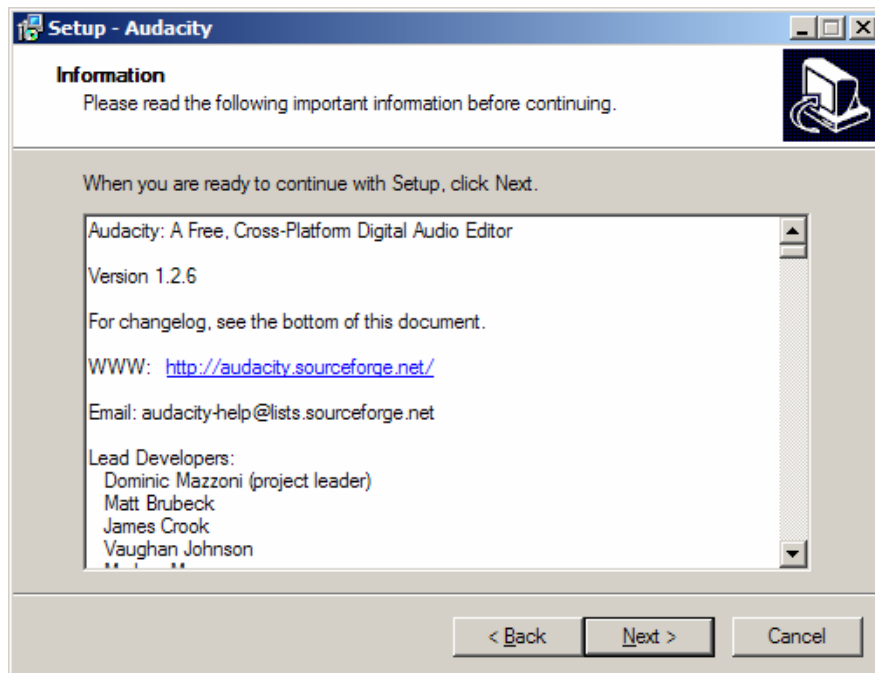 Setup - Audacity
Information
Please read the following important information before continuing.
When you are ready to continue with Setup, click Next.
Audacity: A Free, Cross-Platform Digital Audio Editor
Version 1.2.6
For changelog, see the bottom of this document.
WWW: http://audacity.sourceforge.net/
Email: audacity-help@lists.sourceforge.net
Lead Developers:
Dominic Mazzoni (project leader)
Matt Brubeck
James Crook
Vaughan Johnson
< Back
Next >
Cancel